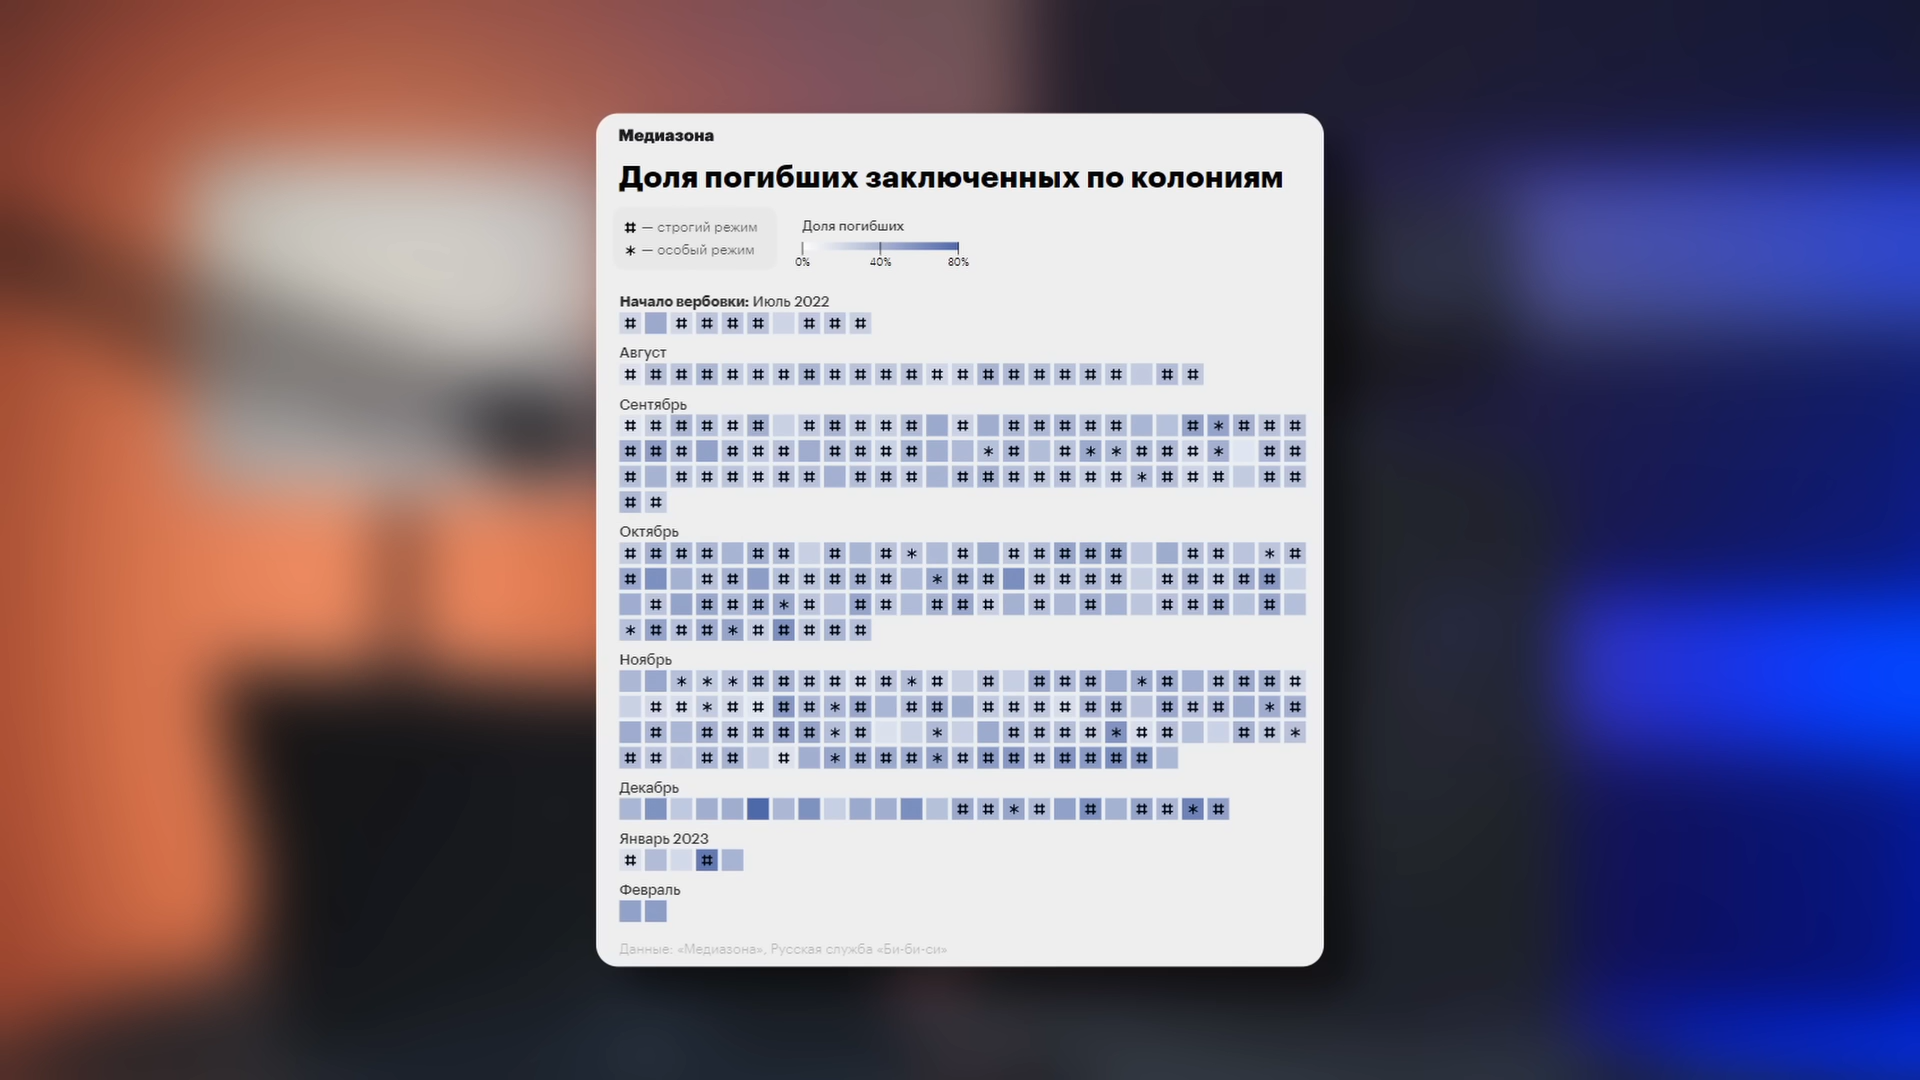 Медиазона
Доля погибших заключенных по колониям
# — строгий режим
* — особый режим
Доля погибших
0% 40% 80%
Начало вербовки: Июль 2022
# # # # # # # #
Август
# # # # # # # # # # # # # # # # # # # # # #
Сентябрь
# # # # # # # # # # # # # # # # # # # * # # #
# # # # # # # # # # * # # * * # # # * # #
# # # # # # # # # # # # # # # # # * # # # # #
# #
Октябрь
# # # # # # # # * # # # # # # # # * #
# # # # # # # # * # # # # # # # # # # #
# # # # * # # # # # # # # # # # #
* # # # * # # # # #
Ноябрь
* * * # # # # # # * # # # # # * # # # # #
# # * # # # # * # # # # # # # # # # # # * #
# # # # # # # * # * # # # # * # # # # *
# # # # # * # # # * # # # # # # # #
Декабрь
# # * # # # # * #
Январь 2023
# #
Февраль
Данные: «Медиазона», Русская служба «Би-би-си»